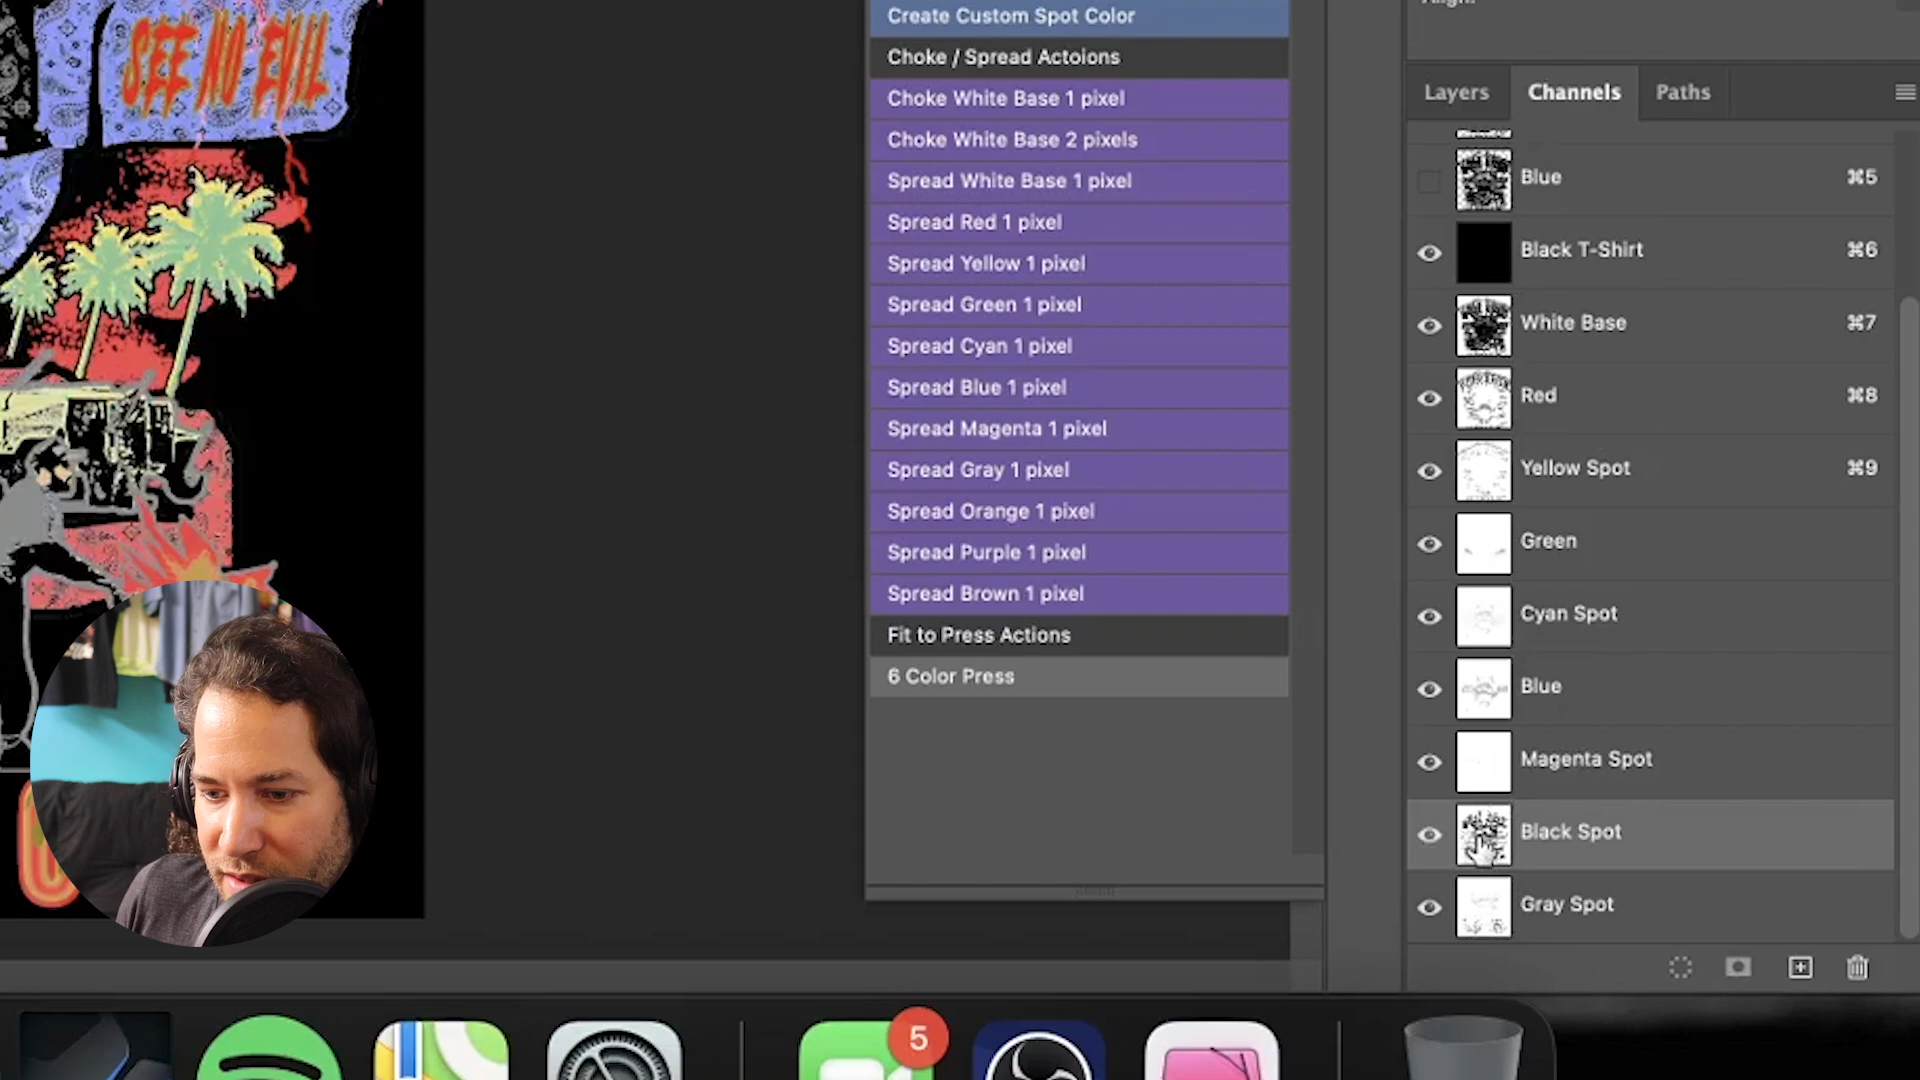 SEE NO EVIL
Create Custom Spot Color
Choke / Spread Actoions
Choke White Base 1 pixel
Choke White Base 2 pixels
Spread White Base 1 pixel
Spread Red 1 pixel
Spread Yellow 1 pixel
Spread Green 1 pixel
Spread Cyan 1 pixel
Spread Blue 1 pixel
Spread Magenta 1 pixel
Spread Gray 1 pixel
Spread Orange 1 pixel
Spread Purple 1 pixel
Spread Brown 1 pixel
Fit to Press Actions
6 Color Press
Layers Channels Paths
Blue ⌘5
Black T-Shirt ⌘6
White Base ⌘7
Red ⌘8
Yellow Spot ⌘9
Green
Cyan Spot
Blue
Magenta Spot
Black Spot
Gray Spot
5